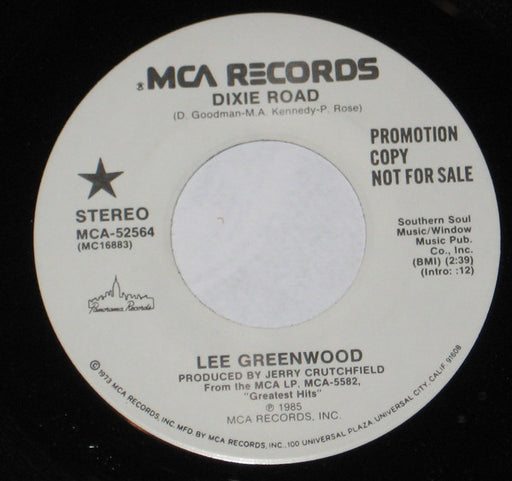 ®MCA RECORDS
DIXIE ROAD
(D. Goodman-M.A. Kennedy-P. Rose)
PROMOTION
COPY
NOT FOR SALE
STEREO
MCA-52564
(MC16883)
Southern Soul
Music/Window
Music Pub.
Co., Inc.
(BMI) (2:39)
(Intro: :12)
Panorama Records
LEE GREENWOOD
PRODUCED BY JERRY CRUTCHFIELD
From the MCA LP, MCA-5582,
"Greatest Hits"
℗ 1985
MCA RECORDS, INC.
©1973 MCA RECORDS, INC. MFD BY MCA RECORDS, INC., 100 UNIVERSAL PLAZA, UNIVERSAL CITY, CALIF. 91608